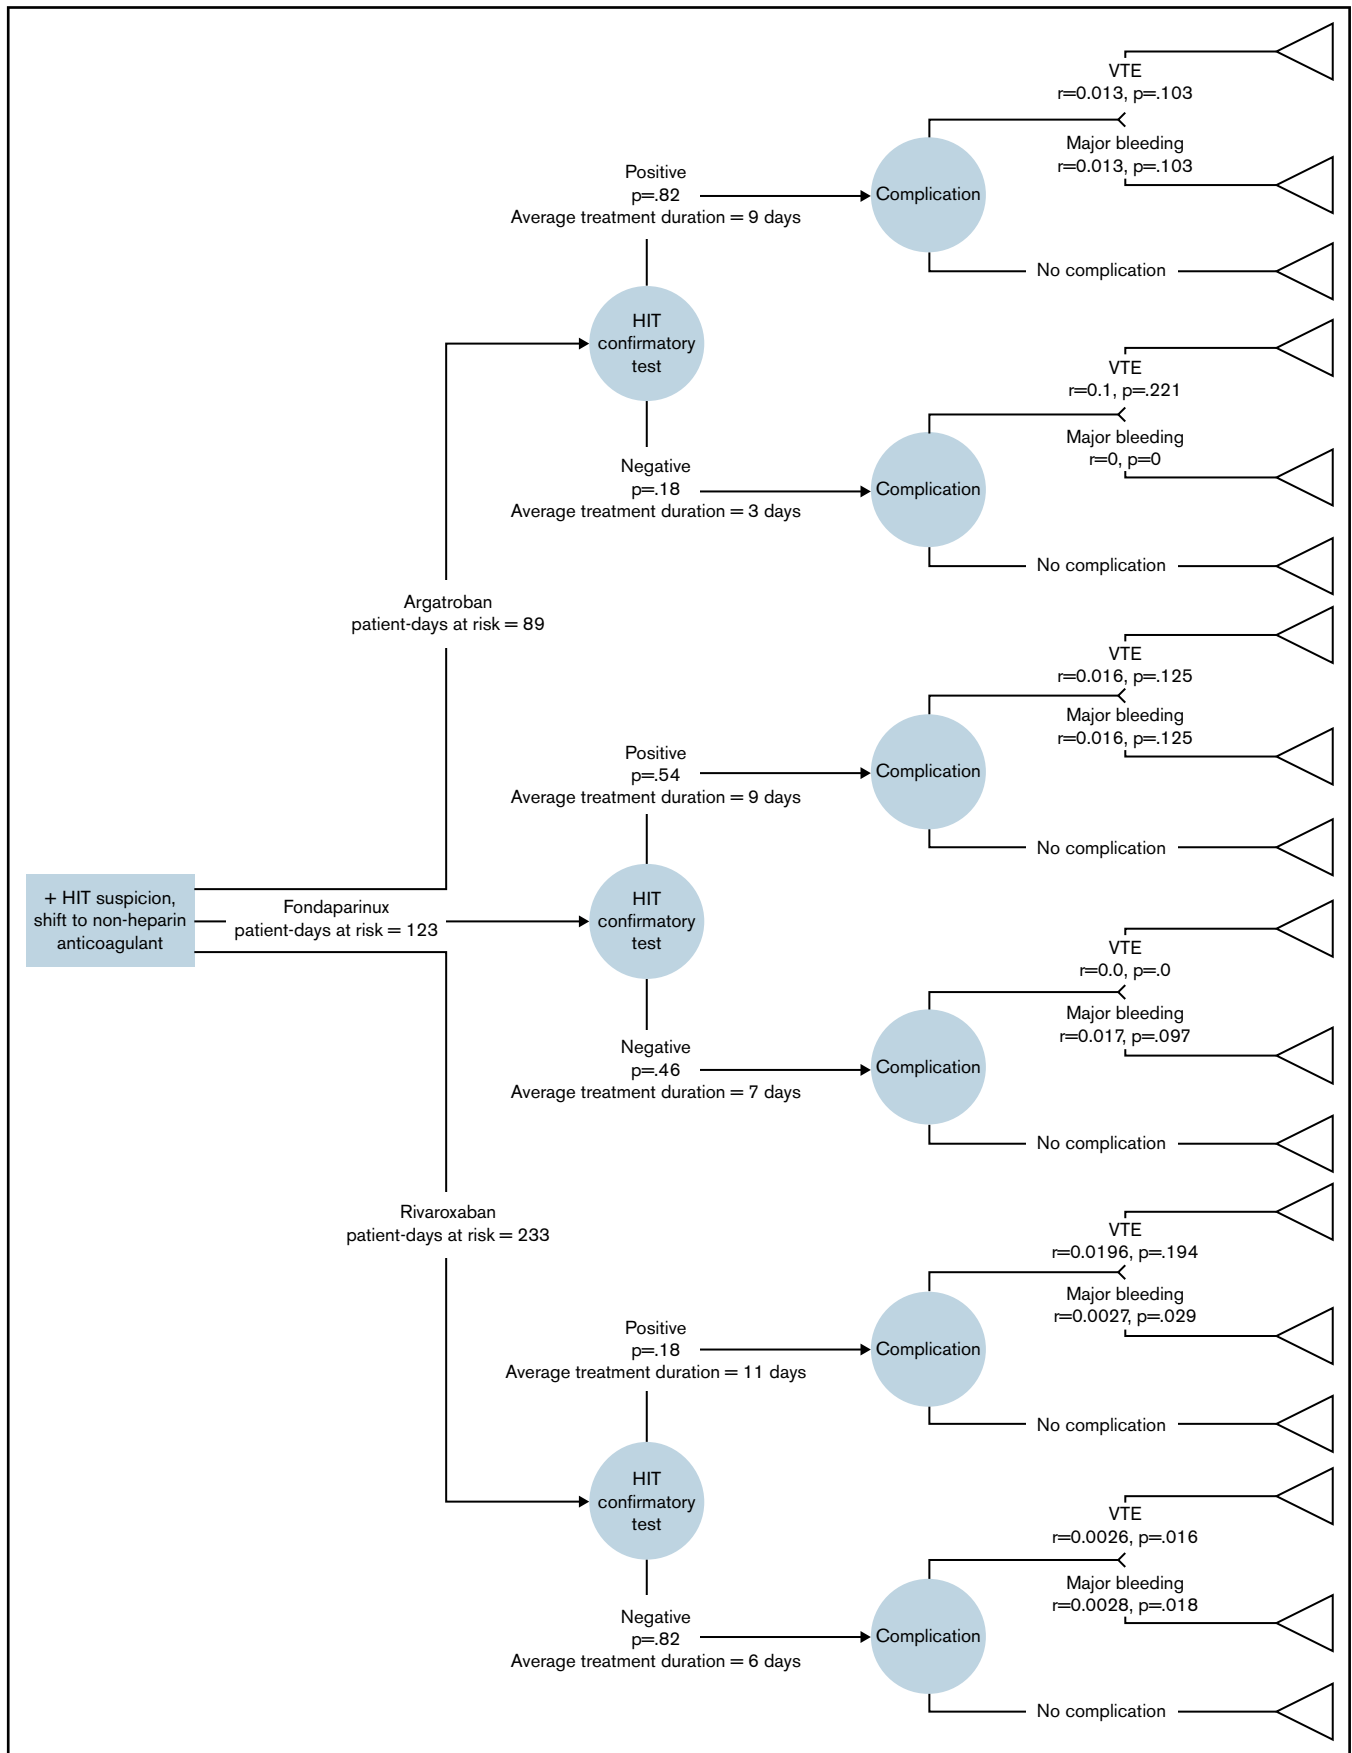 + HIT suspicion,
shift to non-heparin
anticoagulant
Argatroban
patient-days at risk = 89
HIT
confirmatory
test
Positive
p=.82
Average treatment duration = 9 days
Complication
VTE
r=0.013, p=.103
Major bleeding
r=0.013, p=.103
No complication
Negative
p=.18
Average treatment duration = 3 days
Complication
VTE
r=0.1, p=.221
Major bleeding
r=0, p=0
No complication
Fondaparinux
patient-days at risk = 123
HIT
confirmatory
test
Positive
p=.54
Average treatment duration = 9 days
Complication
VTE
r=0.016, p=.125
Major bleeding
r=0.016, p=.125
No complication
Negative
p=.46
Average treatment duration = 7 days
Complication
VTE
r=0.0, p=.0
Major bleeding
r=0.017, p=.097
No complication
Rivaroxaban
patient-days at risk = 233
HIT
confirmatory
test
Positive
p=.18
Average treatment duration = 11 days
Complication
VTE
r=0.0196, p=.194
Major bleeding
r=0.0027, p=.029
No complication
Negative
p=.82
Average treatment duration = 6 days
Complication
VTE
r=0.0026, p=.016
Major bleeding
r=0.0028, p=.018
No complication